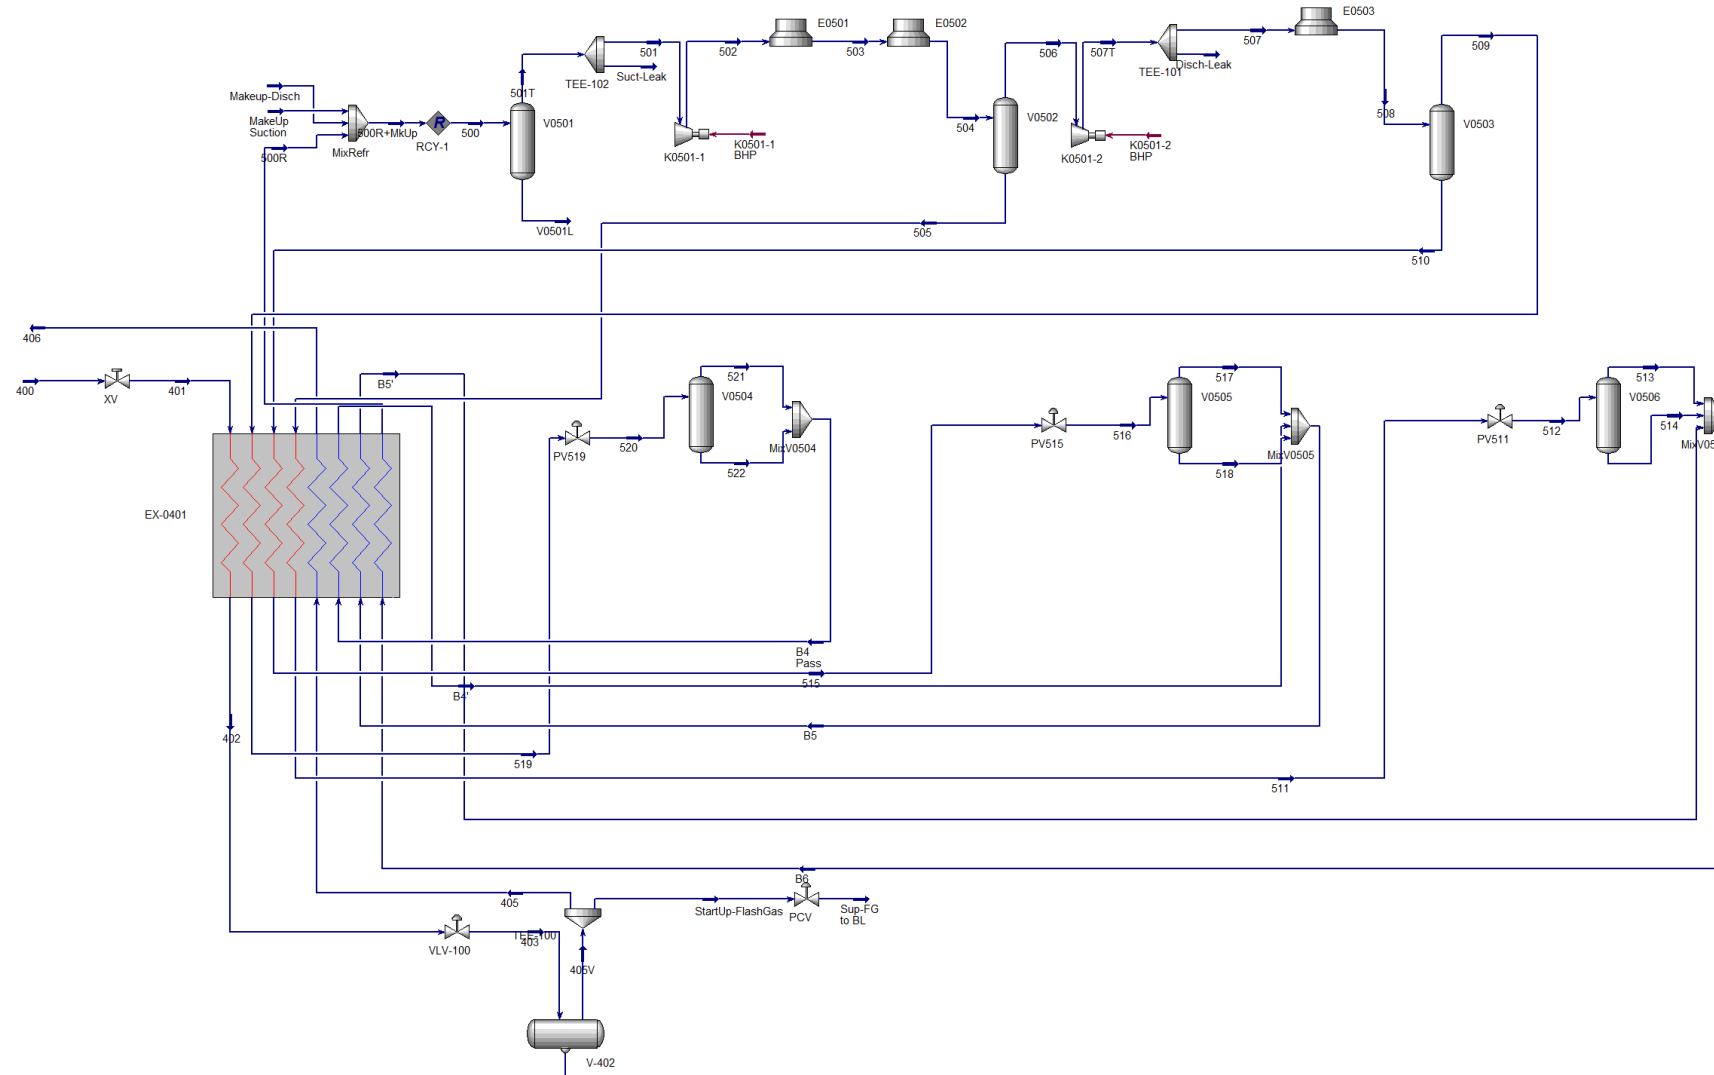 E0501
E0502
E0503
501
502
503
506
507T
507
509
TEE-102
Suct-Leak
TEE-101
Disch-Leak
501T
Makeup-Disch
MakeUp
Suction
500R+MkUp
500
V0501
504
V0502
508
V0503
RCY-1
MixRefr
500R
K0501-1
K0501-1
BHP
K0501-2
K0501-2
BHP
V0501L
505
510
406
400
XV
401
B5'
521
V0504
517
V0505
513
V0506
PV519
520
MixV0504
522
PV515
516
MixV0505
518
PV511
512
514
MixV05
EX-0401
B4
Pass
515
B4'
402
B5
519
511
B6
405
StartUp-FlashGas
PCV
Sup-FG
to BL
TEE-100
403
VLV-100
405V
V-402
R